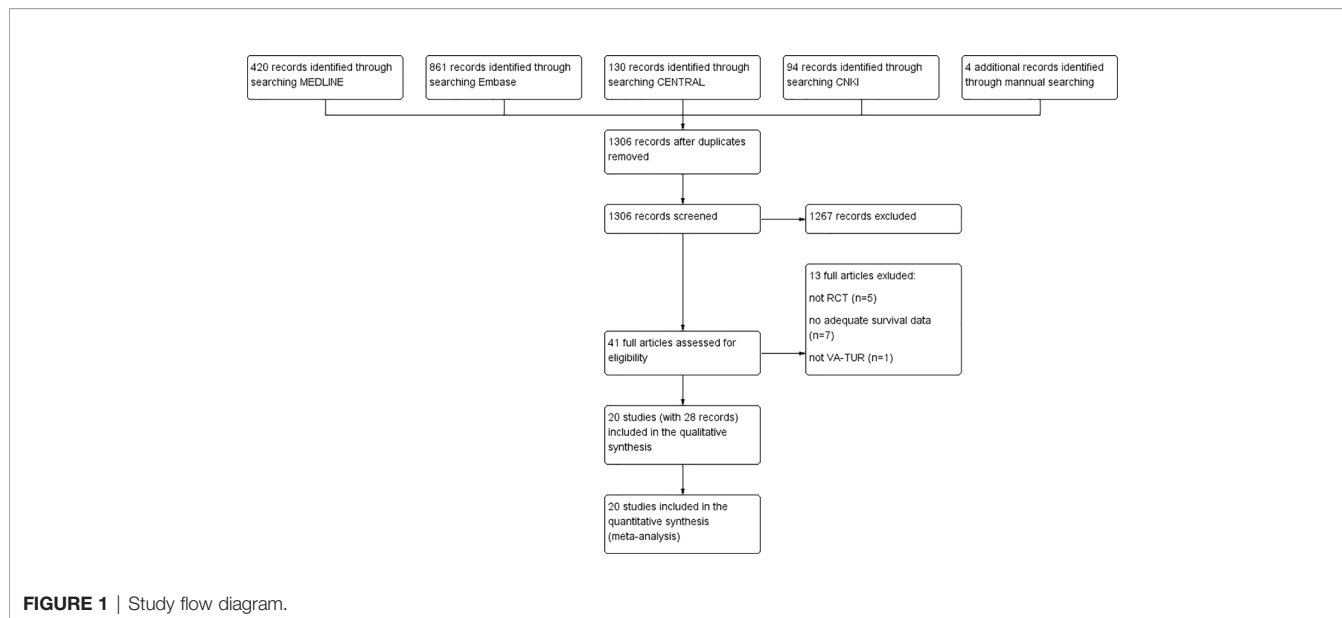 420 records identified through
searching MEDLINE
861 records identified through
searching Embase
130 records identified through
searching CENTRAL
94 records identified through
searching CNKI
4 additional records identified
through mannual searching
1306 records after duplicates
removed
1306 records screened
1267 records excluded
13 full articles exluded:
not RCT (n=5)
no adequate survival data
(n=7)
not VA-TUR (n=1)
41 full articles assessed for
eligibility
20 studies (with 28 records)
included in the qualitative
synthesis
20 studies included in the
quantitative synthesis
(meta-analysis)
FIGURE 1 | Study flow diagram.